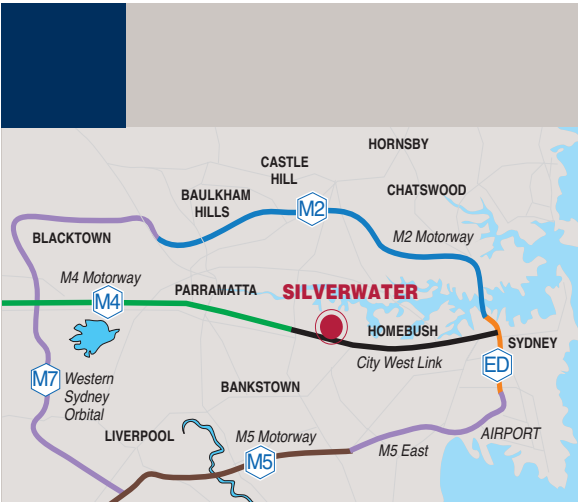 HORNSBY
CASTLE
HILL
CHATSWOOD
BAULKHAM
HILLS
M2
BLACKTOWN
M2 Motorway
M4 Motorway
PARRAMATTA
SILVERWATER
M4
HOMEBUSH
SYDNEY
City West Link
ED
M7
Western
Sydney
Orbital
BANKSTOWN
LIVERPOOL
M5 Motorway
AIRPORT
M5 East
M5